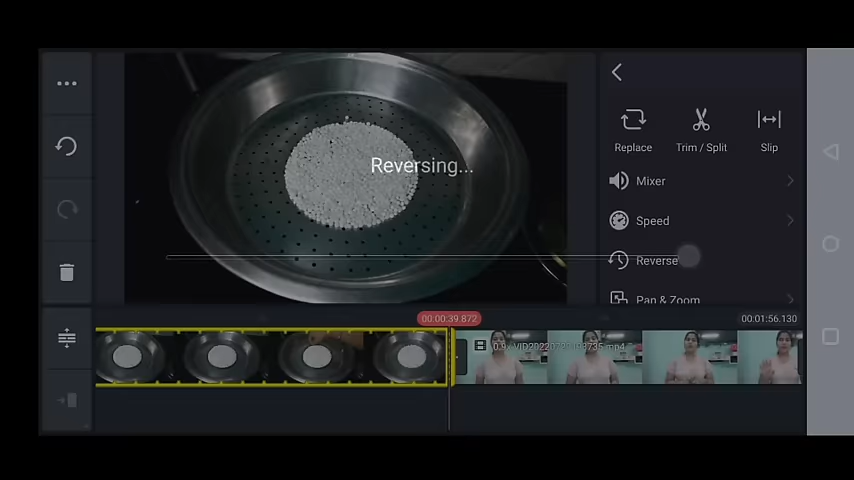 Replace
Trim / Split
Slip
Reversing...
Mixer
Speed
Reverse
Pan & Zoom
00:00:39.872
00:01:56.130